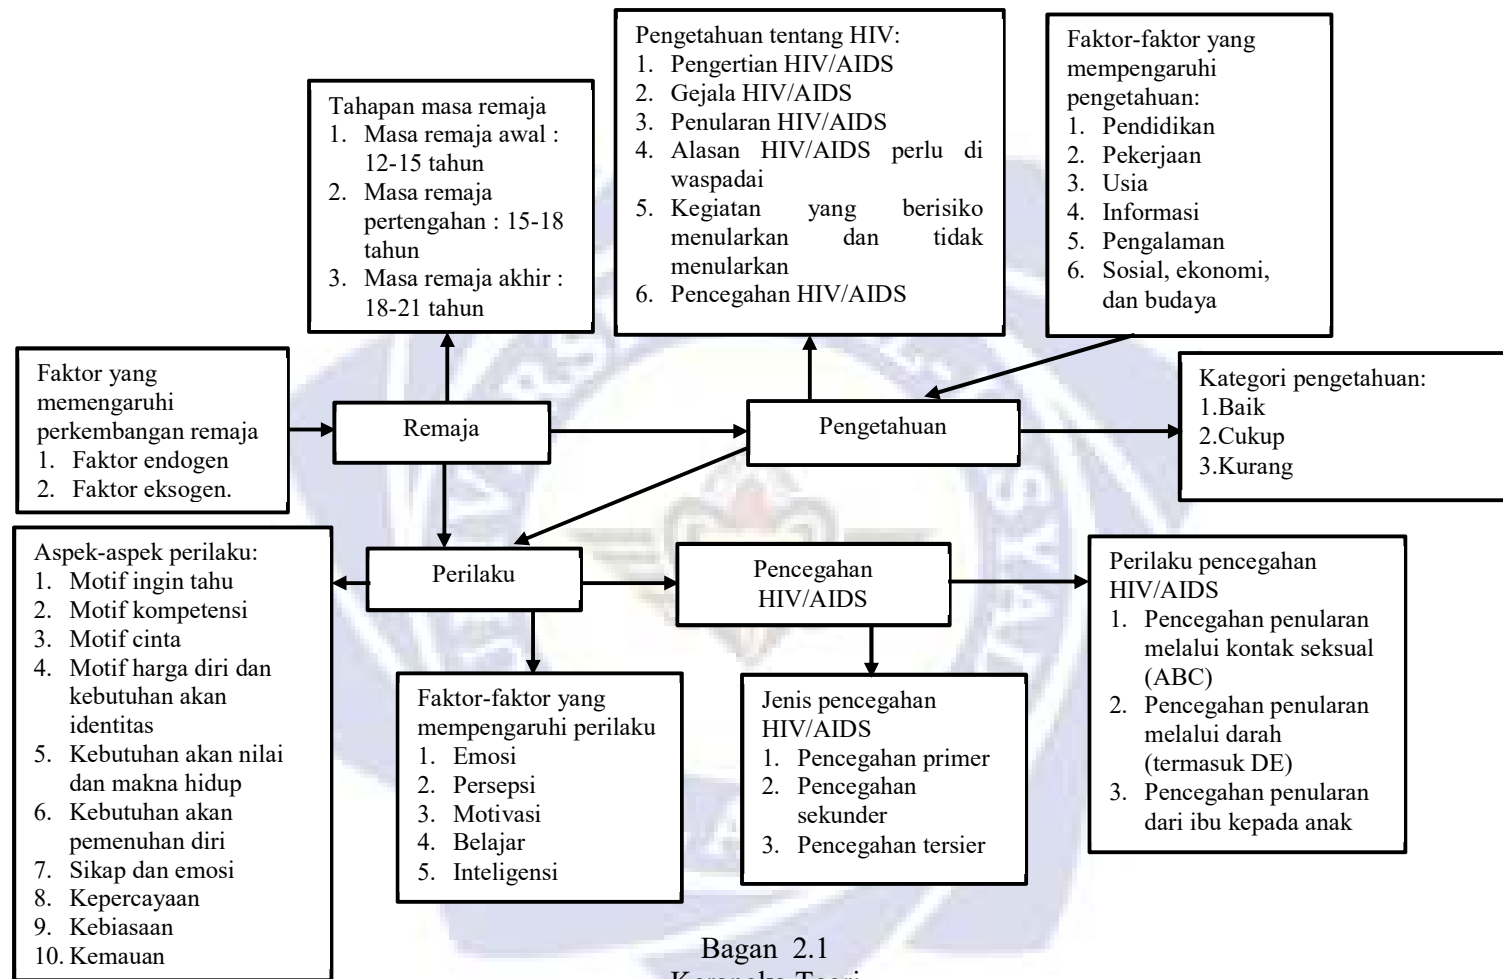 Pengetahuan tentang HIV:
1. Pengertian HIV/AIDS
2. Gejala HIV/AIDS
3. Penularan HIV/AIDS
4. Alasan HIV/AIDS perlu di
waspadai
5. Kegiatan yang berisiko
menularkan dan tidak
menularkan
6. Pencegahan HIV/AIDS
Faktor-faktor yang
mempengaruhi
pengetahuan:
1. Pendidikan
2. Pekerjaan
3. Usia
4. Informasi
5. Pengalaman
6. Sosial, ekonomi,
dan budaya
Tahapan masa remaja
1. Masa remaja awal :
12-15 tahun
2. Masa remaja
pertengahan : 15-18
tahun
3. Masa remaja akhir :
18-21 tahun
Faktor yang
memengaruhi
perkembangan remaja
1. Faktor endogen
2. Faktor eksogen.
Remaja
Pengetahuan
Kategori pengetahuan:
1.Baik
2.Cukup
3.Kurang
Aspek-aspek perilaku:
1. Motif ingin tahu
2. Motif kompetensi
3. Motif cinta
4. Motif harga diri dan
kebutuhan akan
identitas
5. Kebutuhan akan nilai
dan makna hidup
6. Kebutuhan akan
pemenuhan diri
7. Sikap dan emosi
8. Kepercayaan
9. Kebiasaan
10. Kemauan
Perilaku
Pencegahan
HIV/AIDS
Perilaku pencegahan
HIV/AIDS
1. Pencegahan penularan
melalui kontak seksual
(ABC)
2. Pencegahan penularan
melalui darah
(termasuk DE)
3. Pencegahan penularan
dari ibu kepada anak
Faktor-faktor yang
mempengaruhi perilaku
1. Emosi
2. Persepsi
3. Motivasi
4. Belajar
5. Inteligensi
Jenis pencegahan
HIV/AIDS
1. Pencegahan primer
2. Pencegahan
sekunder
3. Pencegahan tersier
Bagan 2.1
Kerangka Teori